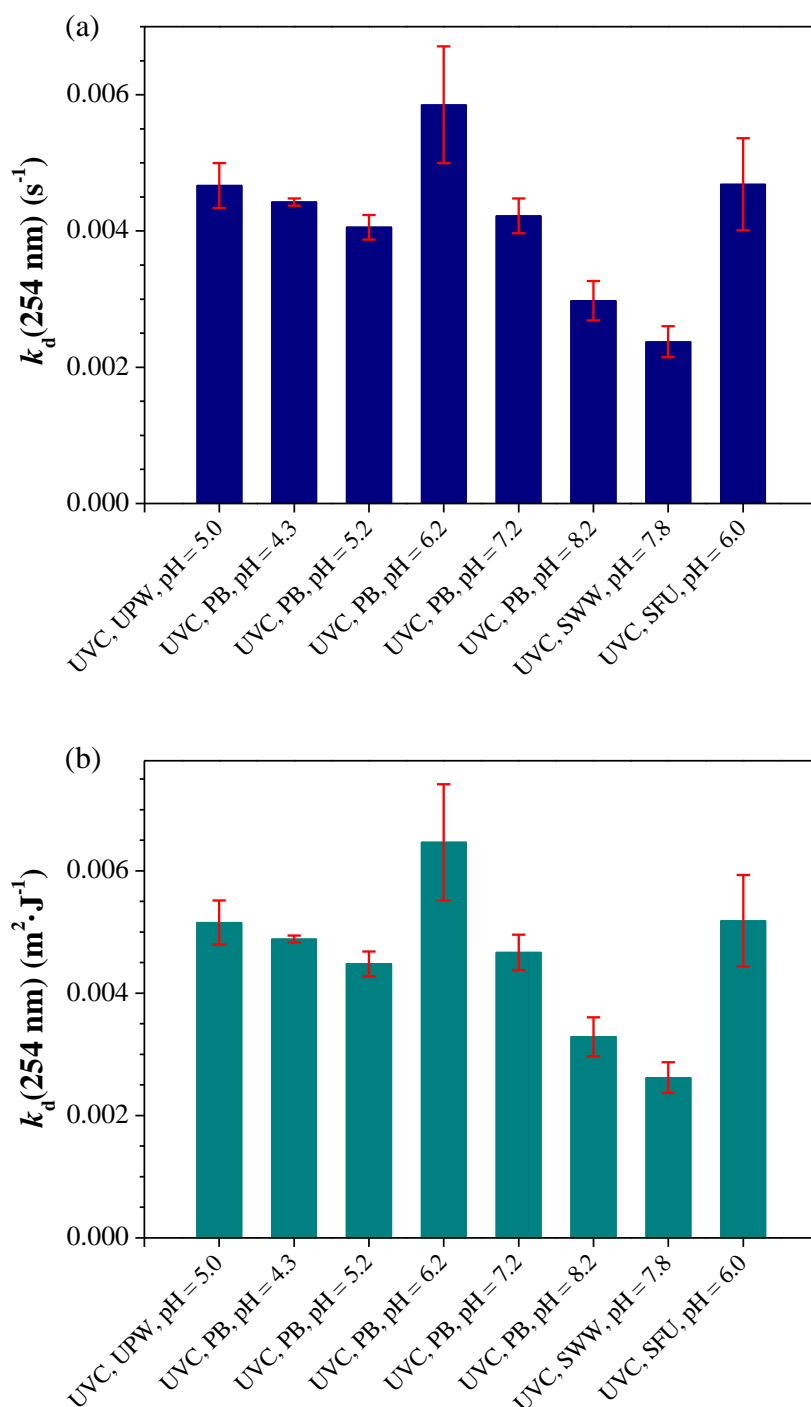 (a)
k_d(254 nm) (s⁻¹)
0.006
0.004
0.002
0.000
UVC, UPW, pH = 5.0
UVC, PB, pH = 4.3
UVC, PB, pH = 5.2
UVC, PB, pH = 6.2
UVC, PB, pH = 7.2
UVC, PB, pH = 8.2
UVC, SWW, pH = 7.8
UVC, SFU, pH = 6.0
(b)
k_d(254 nm) (m²·J⁻¹)
0.006
0.004
0.002
0.000
UVC, UPW, pH = 5.0
UVC, PB, pH = 4.3
UVC, PB, pH = 5.2
UVC, PB, pH = 6.2
UVC, PB, pH = 7.2
UVC, PB, pH = 8.2
UVC, SWW, pH = 7.8
UVC, SFU, pH = 6.0